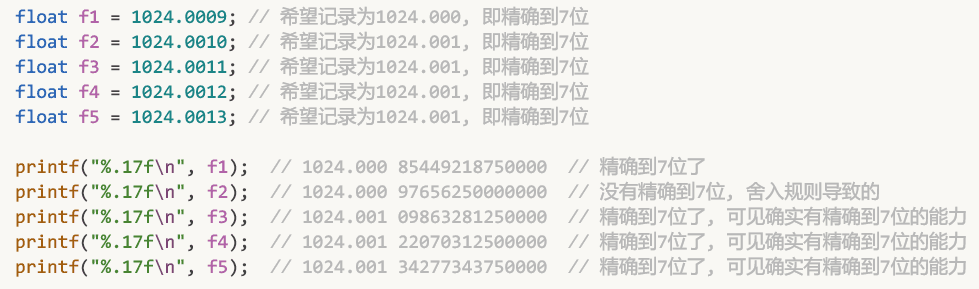 float f1 = 1024.0009; // 希望记录为1024.000, 即精确到7位
float f2 = 1024.0010; // 希望记录为1024.001, 即精确到7位
float f3 = 1024.0011; // 希望记录为1024.001, 即精确到7位
float f4 = 1024.0012; // 希望记录为1024.001, 即精确到7位
float f5 = 1024.0013; // 希望记录为1024.001, 即精确到7位
printf("%.17f\n", f1);  // 1024.000 85449218750000  // 精确到7位了
printf("%.17f\n", f2);  // 1024.000 97656250000000  // 没有精确到7位，舍入规则导致的
printf("%.17f\n", f3);  // 1024.001 09863281250000  // 精确到7位了，可见确实有精确到7位的能力
printf("%.17f\n", f4);  // 1024.001 22070312500000  // 精确到7位了，可见确实有精确到7位的能力
printf("%.17f\n", f5);  // 1024.001 34277343750000  // 精确到7位了，可见确实有精确到7位的能力